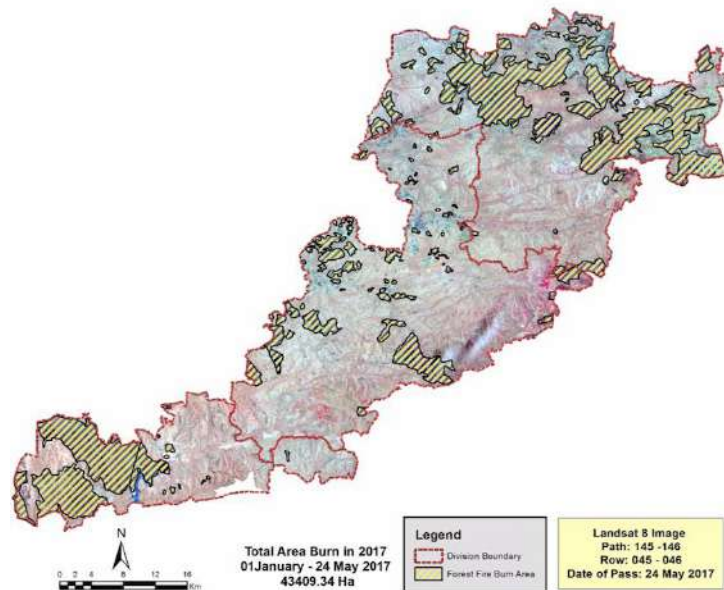 N
0 2 4 8 12 16
Km
Total Area Burn in 2017
01January - 24 May 2017
43409.34 Ha
Legend
Division Boundary
Forest Fire Burn Area
Landsat 8 Image
Path: 145 -146
Row: 045 - 046
Date of Pass: 24 May 2017